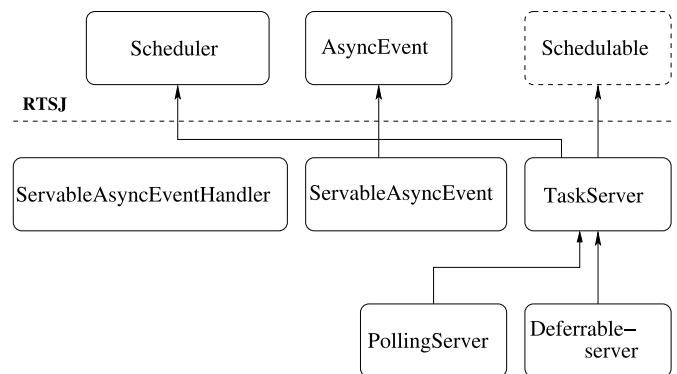 Scheduler AsyncEvent Schedulable
RTSJ
ServableAsyncEventHandler ServableAsyncEvent TaskServer
PollingServer
Deferrable−
server